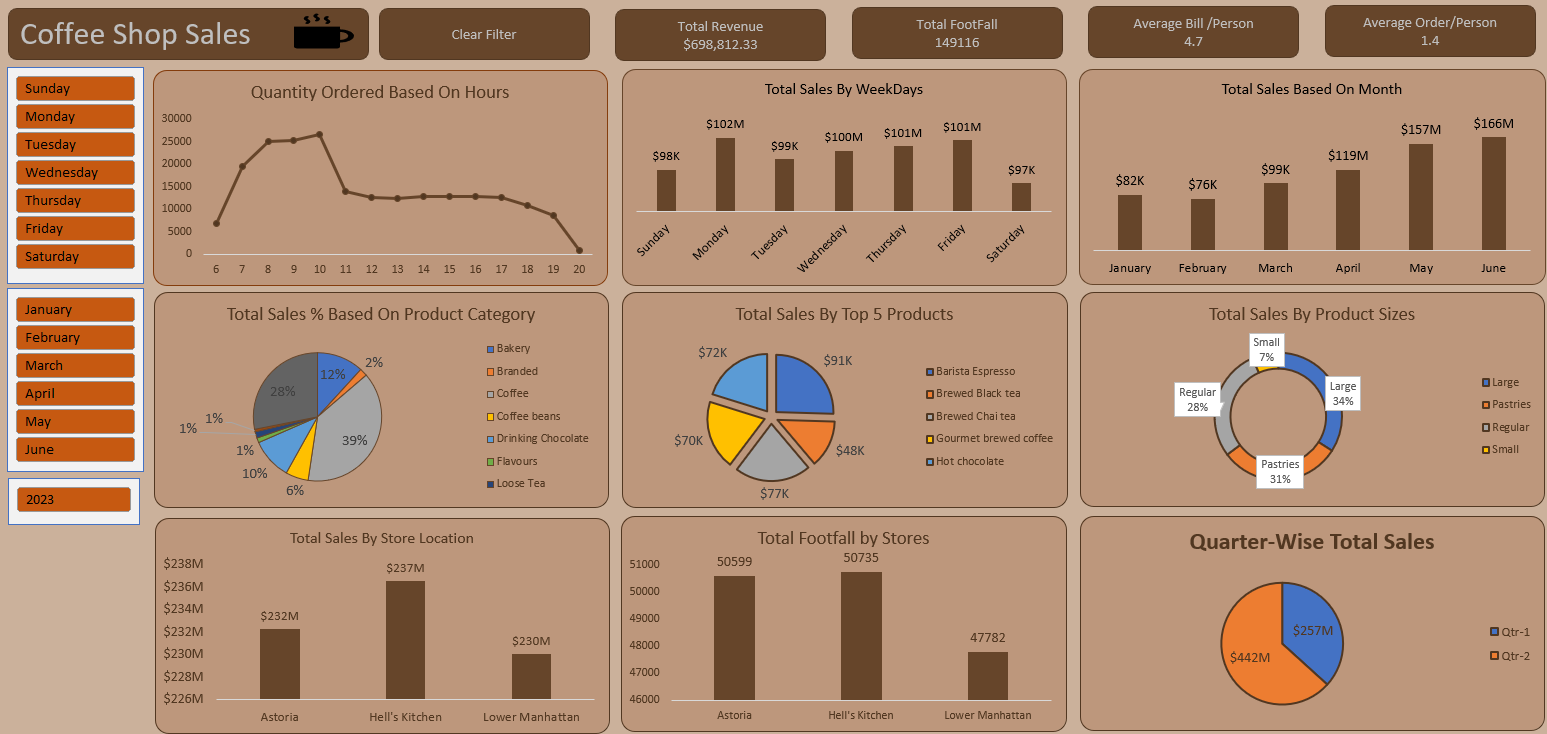 Coffee Shop Sales
Clear Filter
Total Revenue
$698,812.33
Total FootFall
149116
Average Bill /Person
4.7
Average Order/Person
1.4
Sunday
Monday
Tuesday
Wednesday
Thursday
Friday
Saturday
January
February
March
April
May
June
2023
Quantity Ordered Based On Hours
30000
25000
20000
15000
10000
5000
0
6 7 8 9 10 11 12 13 14 15 16 17 18 19 20
Total Sales By WeekDays
$98K $102M $99K $100M $101M $101M $97K
Sunday Monday Tuesday Wednesday Thursday Friday Saturday
Total Sales Based On Month
$82K $76K $99K $119M $157M $166M
January February March April May June
Total Sales % Based On Product Category
12%
2%
39%
6%
10%
1%
1%
1%
28%
Bakery
Branded
Coffee
Coffee beans
Drinking Chocolate
Flavours
Loose Tea
Total Sales By Top 5 Products
$91K
$48K
$77K
$70K
$72K
Barista Espresso
Brewed Black tea
Brewed Chai tea
Gourmet brewed coffee
Hot chocolate
Total Sales By Product Sizes
Small
7%
Large
34%
Regular
28%
Pastries
31%
Large
Pastries
Regular
Small
Total Sales By Store Location
$238M
$236M
$234M
$232M
$230M
$228M
$226M
$232M $237M $230M
Astoria Hell's Kitchen Lower Manhattan
Total Footfall by Stores
51000
50000
49000
48000
47000
46000
50599 50735 47782
Astoria Hell's Kitchen Lower Manhattan
Quarter-Wise Total Sales
$257M
$442M
Qtr-1
Qtr-2